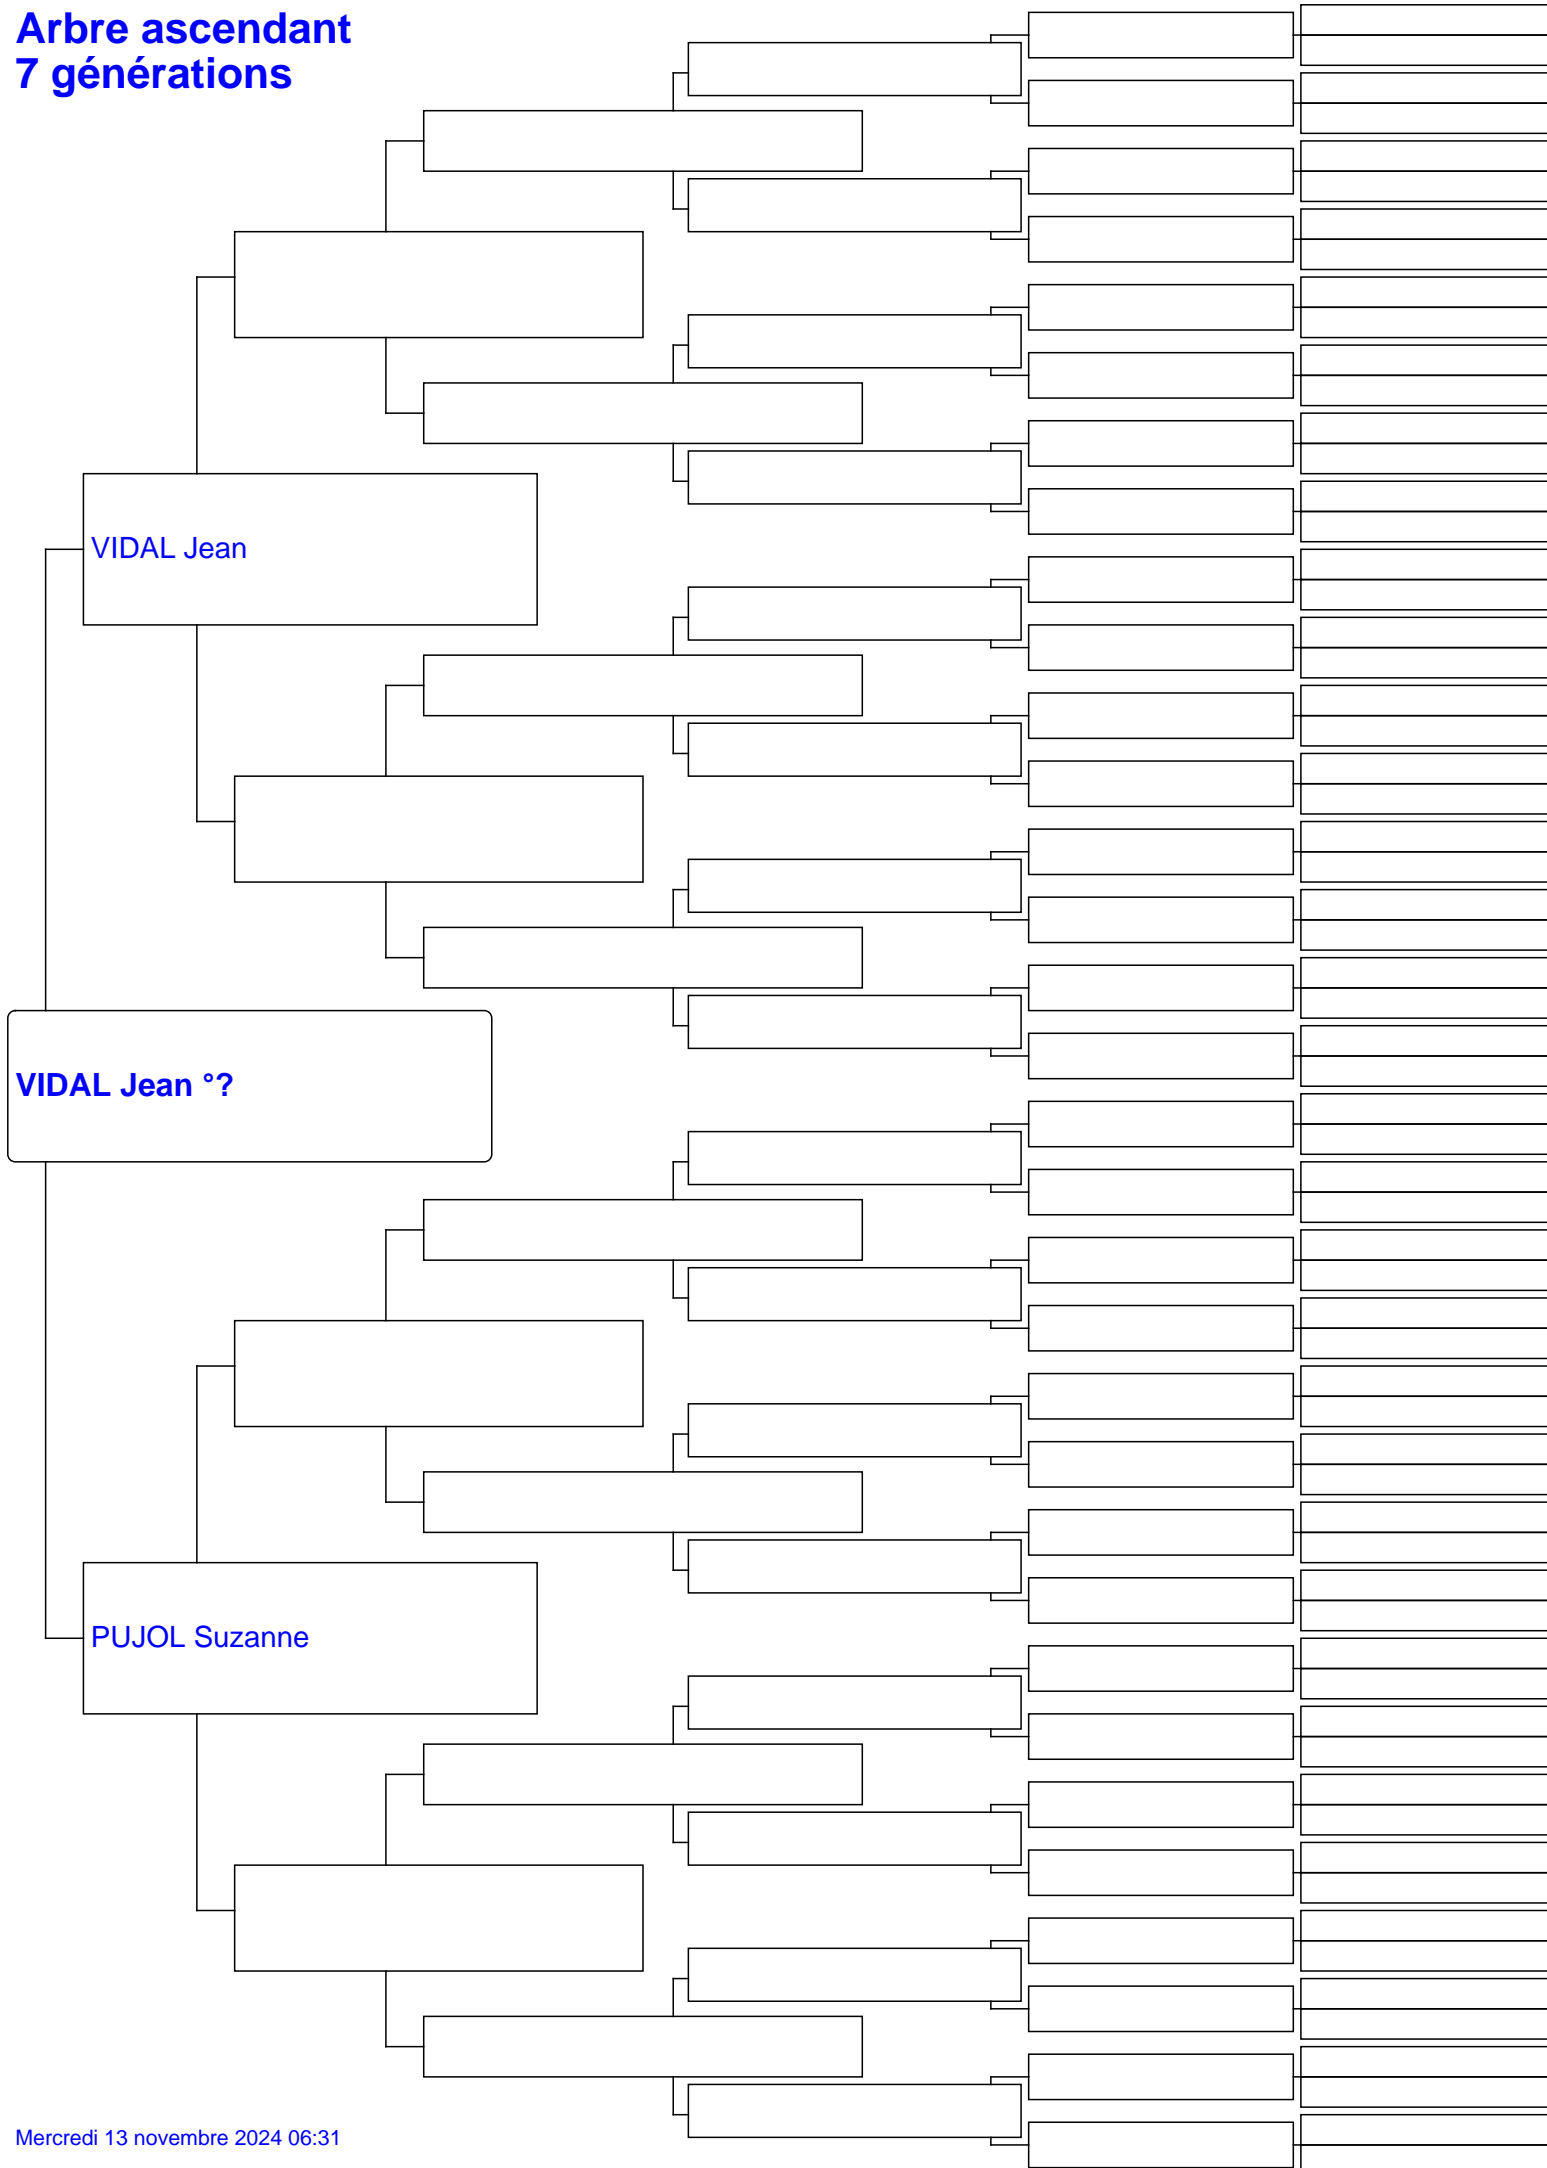 Arbre ascendant
7 générations
VIDAL Jean
VIDAL Jean °?
PUJOL Suzanne
Mercredi 13 novembre 2024 06:31